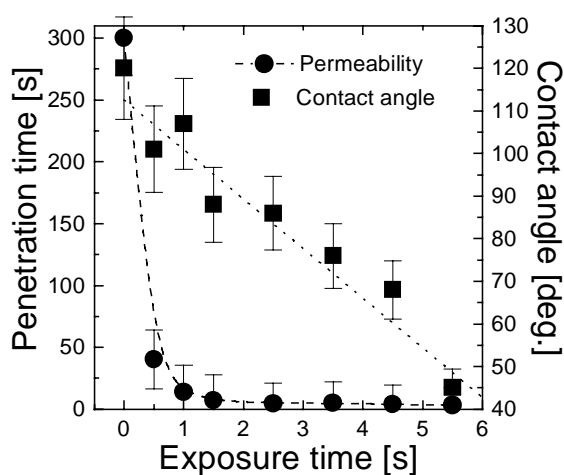 Penetration time [s]
300
250
200
150
100
50
0
Permeability
Contact angle
130
120
110
100
90
80
70
60
50
40
Contact angle [deg.]
0 1 2 3 4 5 6
Exposure time [s]